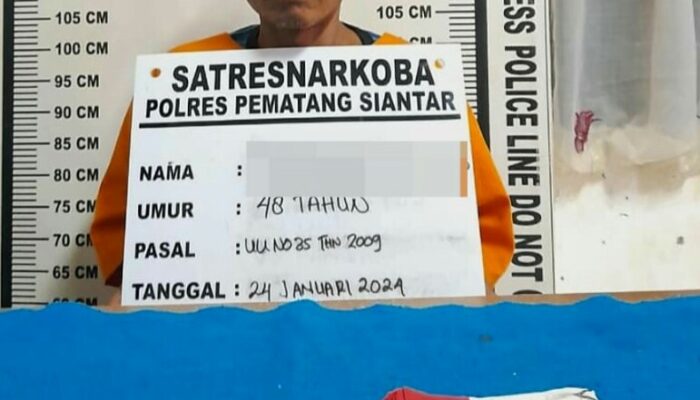 105 CM
100 CM
95 CM
90 CM
85 CM
80 CM
75 CM
70 CM
65 CM
105 CM
CM
SATRESNARKOBA
POLRES PEMATANG SIANTAR
NAMA :
UMUR : 48 TAHUN
PASAL : UU NO 35 THN 2009
TANGGAL : 24 JANUARI 2024
POLICE LINE DO NOT